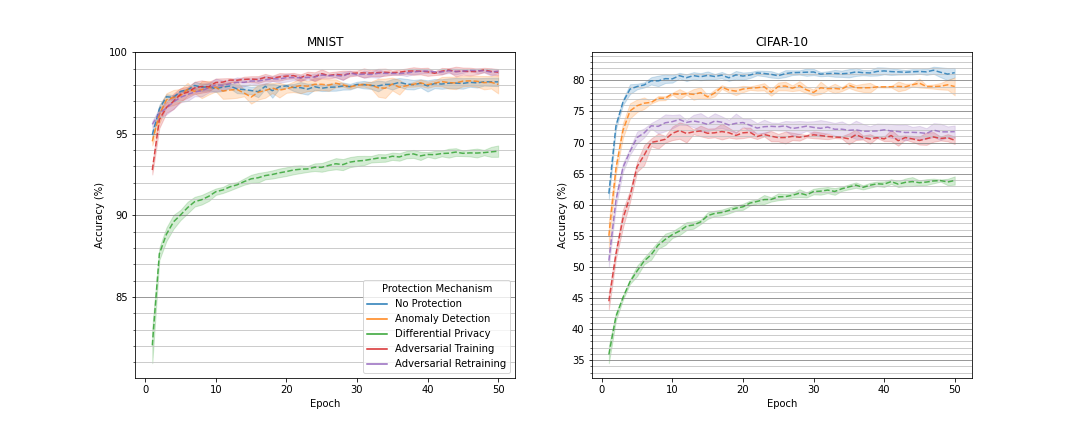 MNIST
100
95
90
85
Accuracy (%)
0 10 20 30 40 50
Epoch
Protection Mechanism
No Protection
Anomaly Detection
Differential Privacy
Adversarial Training
Adversarial Retraining
CIFAR-10
80
75
70
65
60
55
50
45
40
35
Accuracy (%)
0 10 20 30 40 50
Epoch